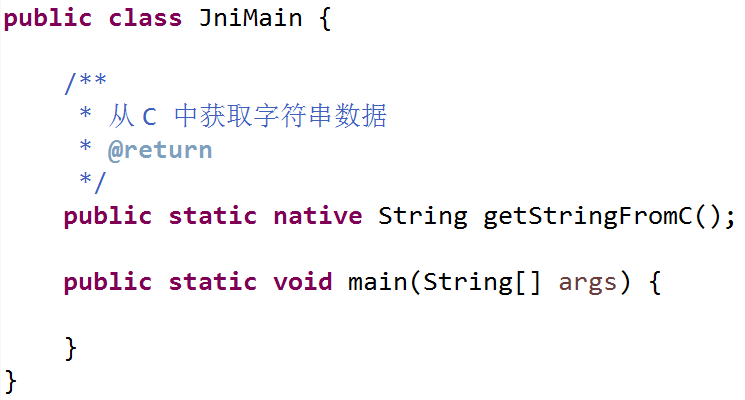 public class JniMain {
/**
* 从C 中获取字符串数据
* @return
*/
public static native String getStringFromC();
public static void main(String[] args) {
}
}